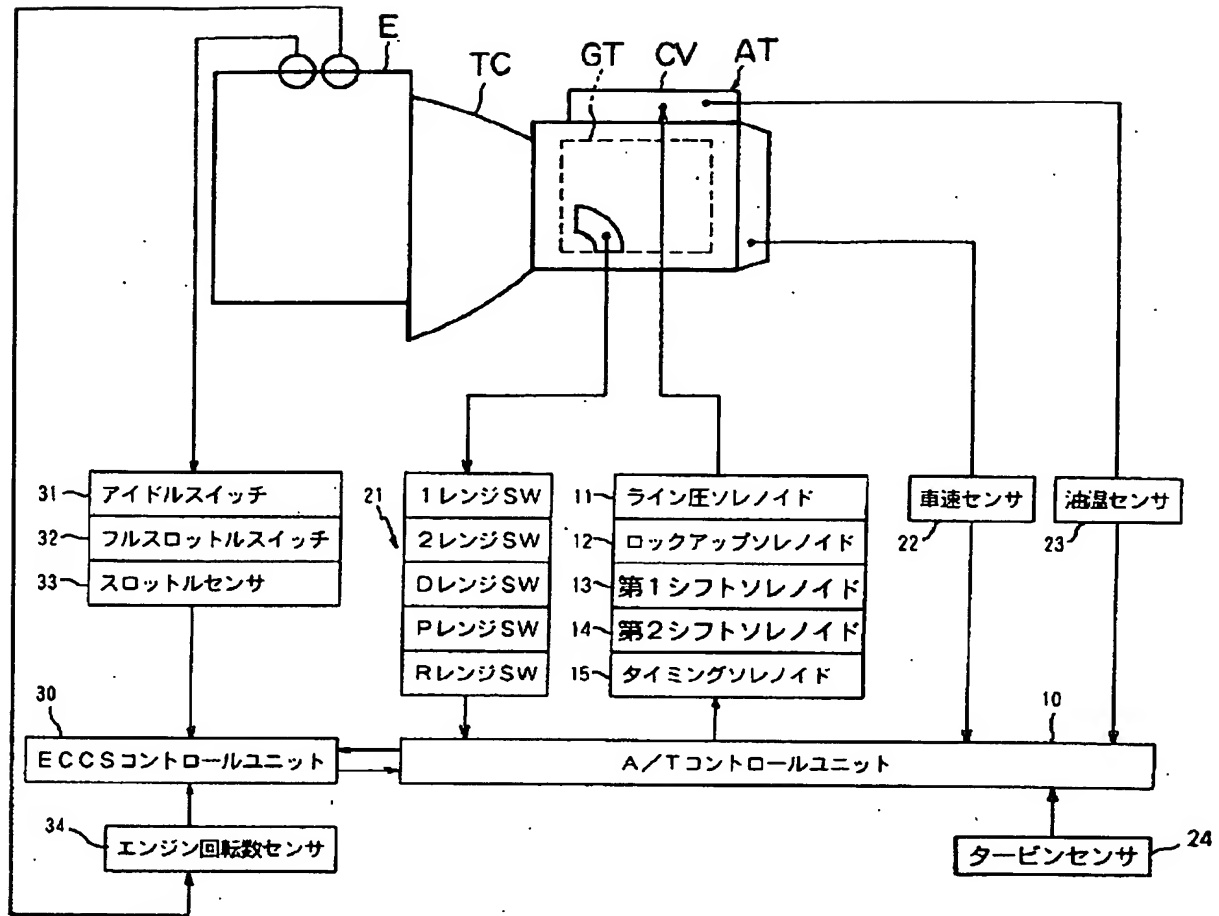 E
TC
GT
CV
AT
31
アイドルスイッチ
32
フルスロットルスイッチ
33
スロットルセンサ
21
1レンジSW
2レンジSW
DレンジSW
PレンジSW
RレンジSW
11
ライン圧ソレノイド
12
ロックアップソレノイド
13
第1シフトソレノイド
14
第2シフトソレノイド
15
タイミングソレノイド
車速センサ
22
油温センサ
23
30
ECCSコントロールユニット
10
A/Tコントロールユニット
34
エンジン回転数センサ
タービンセンサ
24